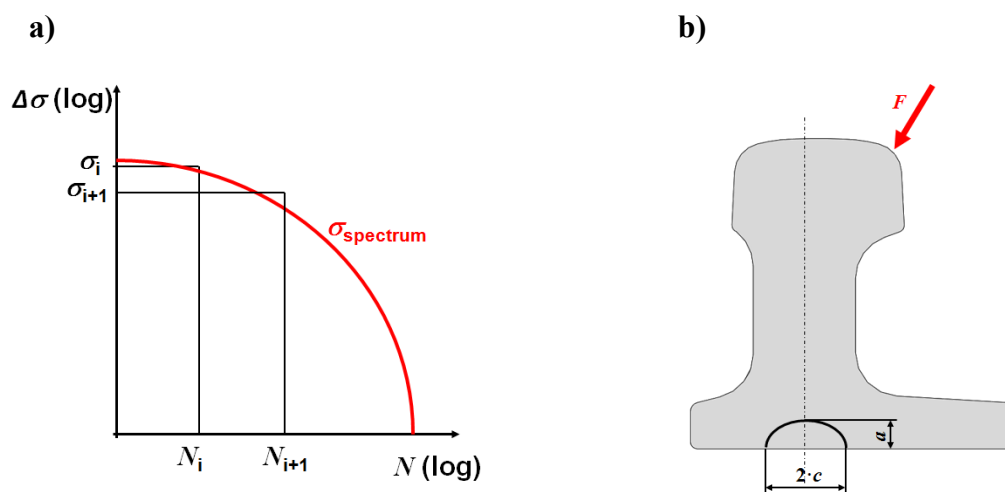 a)
b)
Δσ (log)
F
σi
σi+1
σspectrum
a
Ni
Ni+1
N (log)
2·c